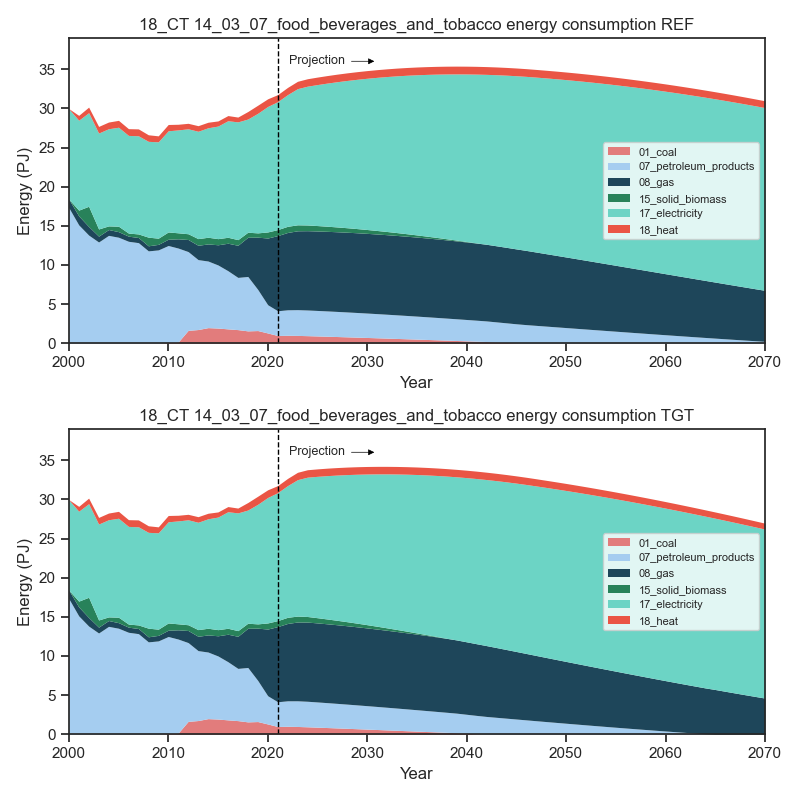 18_CT 14_03_07_food_beverages_and_tobacco energy consumption REF
Projection
Energy (PJ)
35
30
25
20
15
10
5
0
01_coal
07_petroleum_products
08_gas
15_solid_biomass
17_electricity
18_heat
2000 2010 2020 2030 2040 2050 2060 2070
Year
18_CT 14_03_07_food_beverages_and_tobacco energy consumption TGT
Projection
Energy (PJ)
35
30
25
20
15
10
5
0
01_coal
07_petroleum_products
08_gas
15_solid_biomass
17_electricity
18_heat
2000 2010 2020 2030 2040 2050 2060 2070
Year